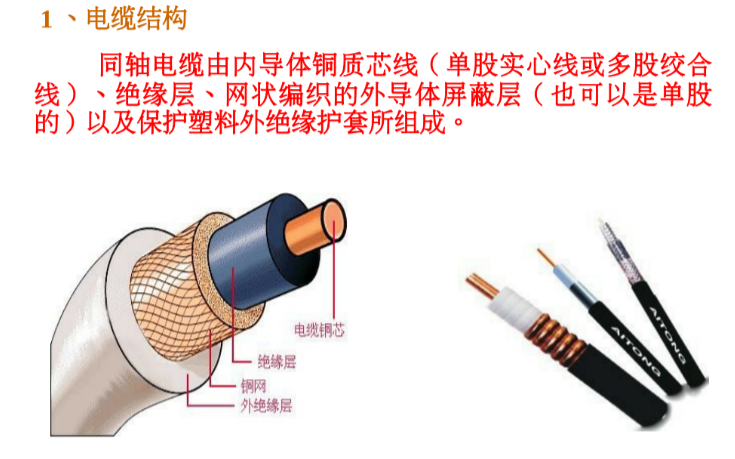 1、电缆结构
同轴电缆由内导体铜质芯线（单股实心线或多股绞合
线）、绝缘层、网状编织的外导体屏蔽层（也可以是单股
的）以及保护塑料外绝缘护套所组成。
电缆铜芯
绝缘层
铜网
外绝缘层
AITONG
AITONG